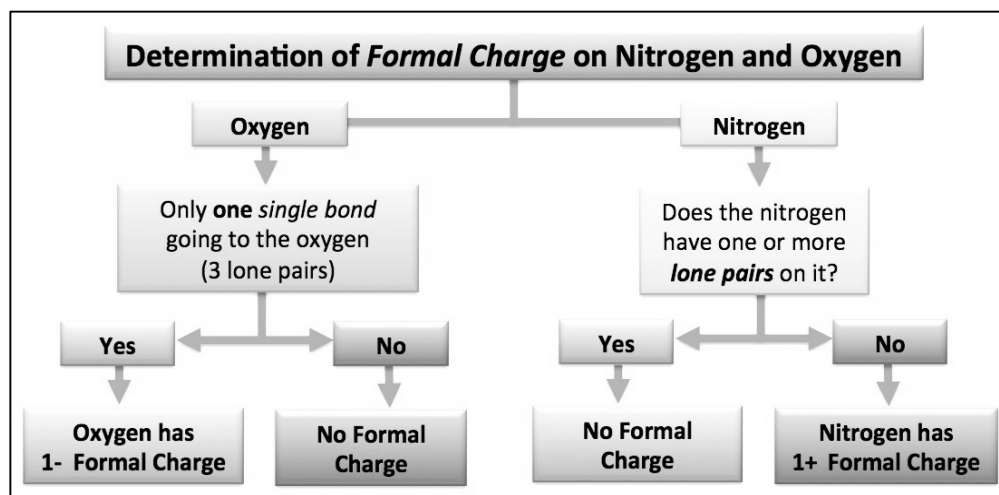 Determination of Formal Charge on Nitrogen and Oxygen
Oxygen
Nitrogen
Only one single bond
going to the oxygen
(3 lone pairs)
Does the nitrogen
have one or more
lone pairs on it?
Yes
No
Yes
No
Oxygen has
1- Formal Charge
No Formal
Charge
No Formal
Charge
Nitrogen has
1+ Formal Charge